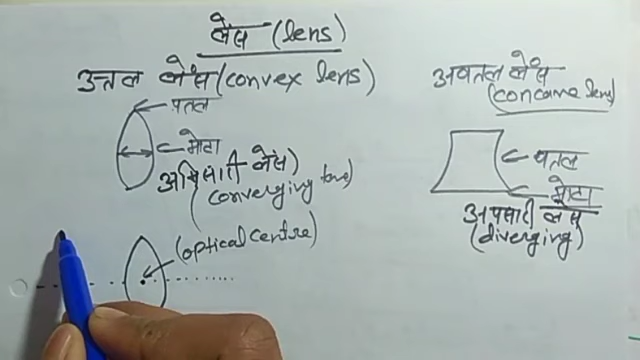 लेंस (lens)
उत्तल लेंस (convex lens)
पतल
मोटा
अभिसारी लेंस)
(converging lens)
(optical centre)
अवतल लेंस
(concave lens)
पतल
मोटा
अपसारी लेंस
(diverging)